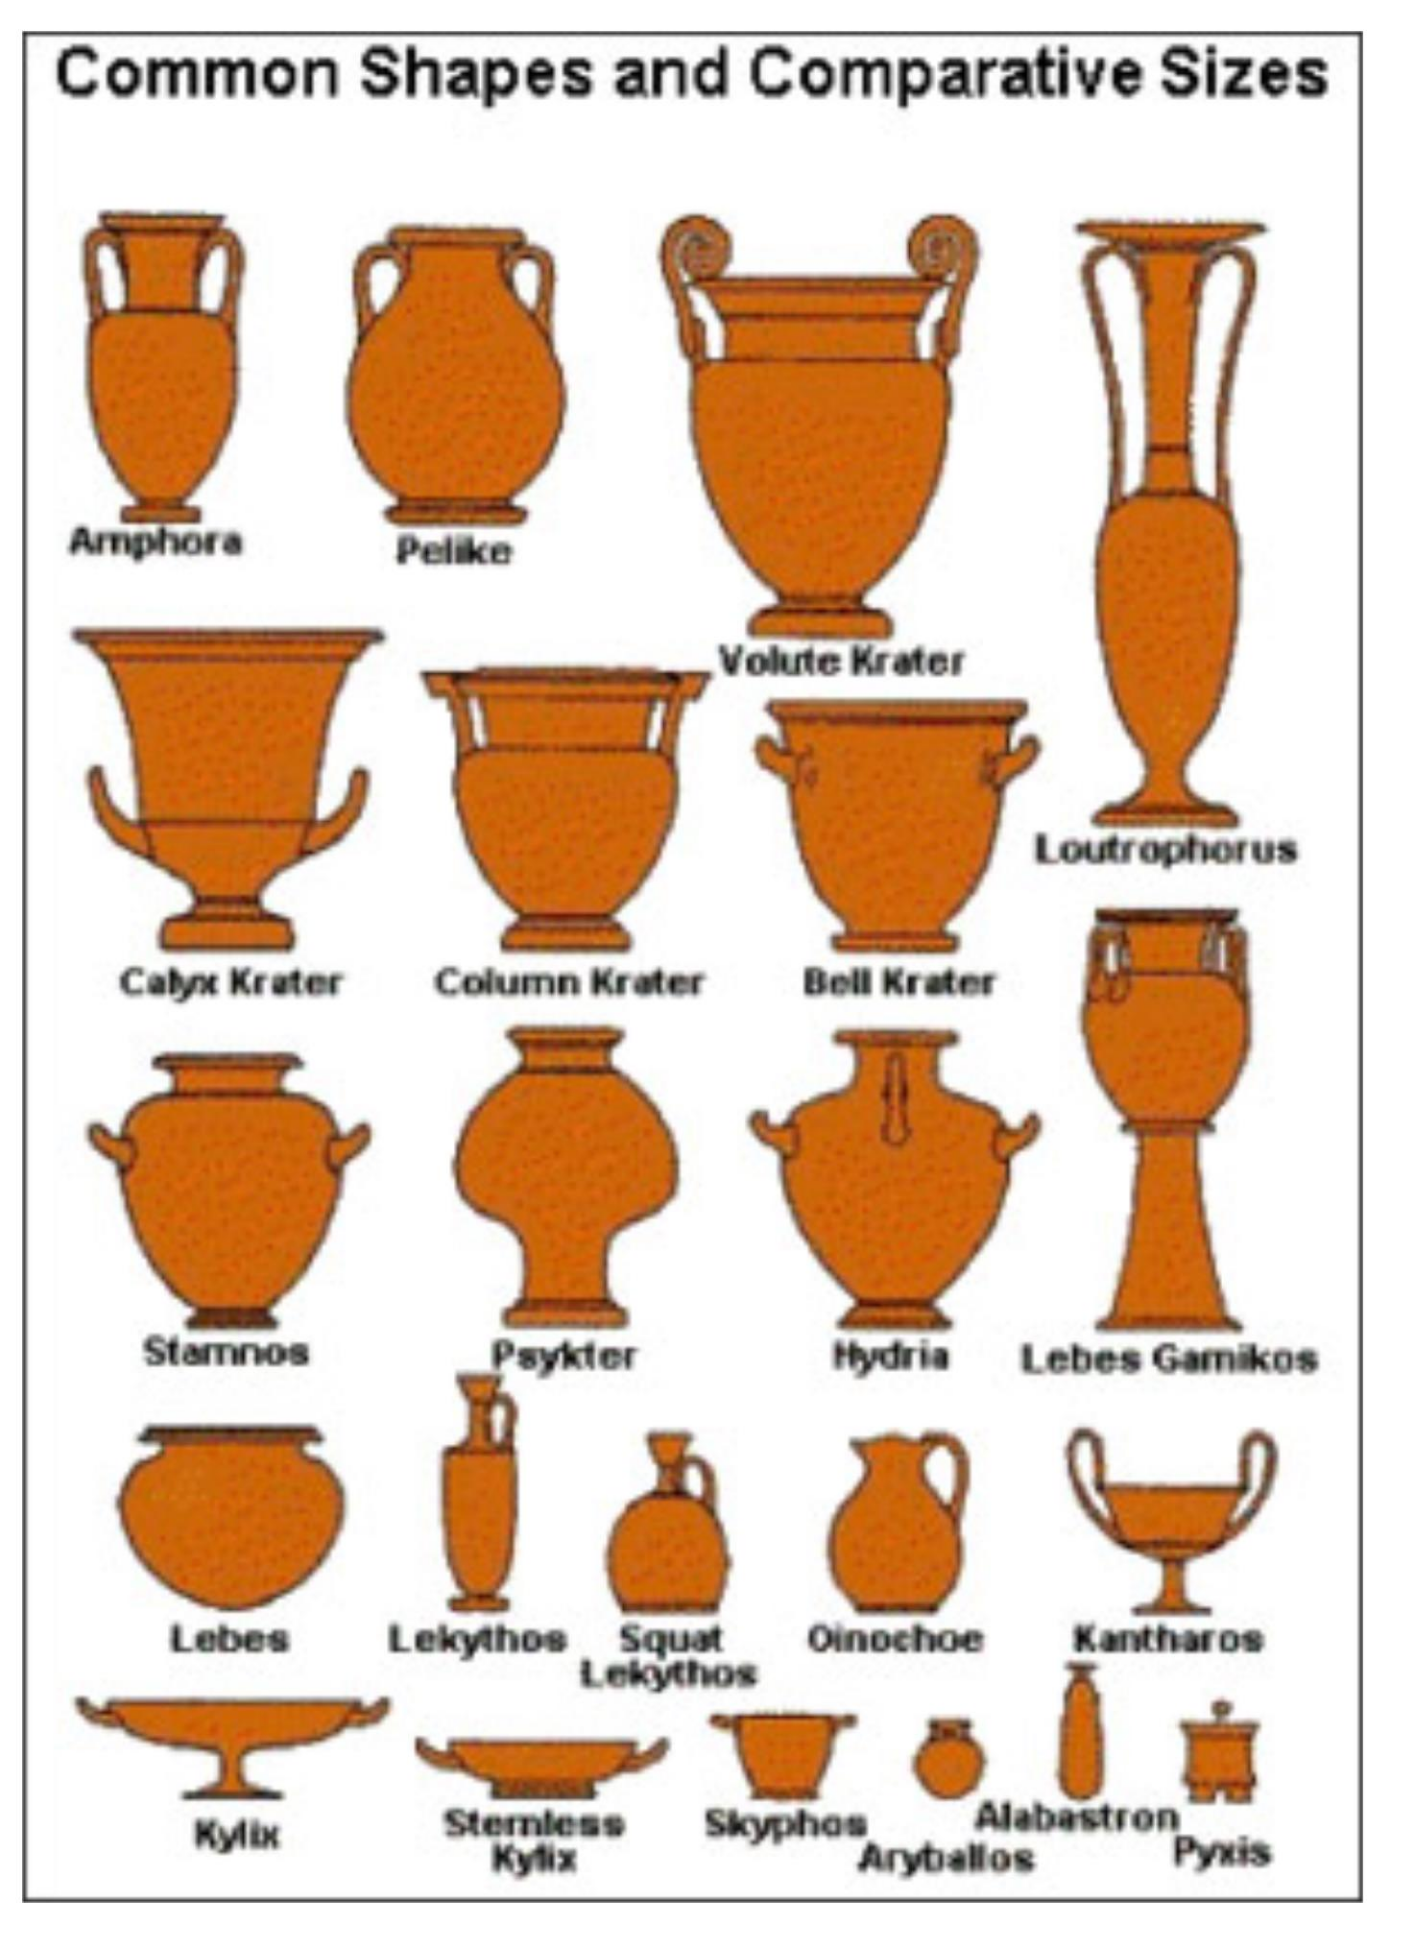 Common Shapes and Comparative Sizes
Amphora
Pelike
Volute Krater
Loutrophorus
Calyx Krater
Column Krater
Bell Krater
Stamnos
Psykter
Hydria
Lebes Gamikos
Lebes
Lekythos
Squat
Lekythos
Oinochoe
Kantharos
Kylix
Stemless
Kylix
Skyphos
Aryballos
Alabastron
Pyxis